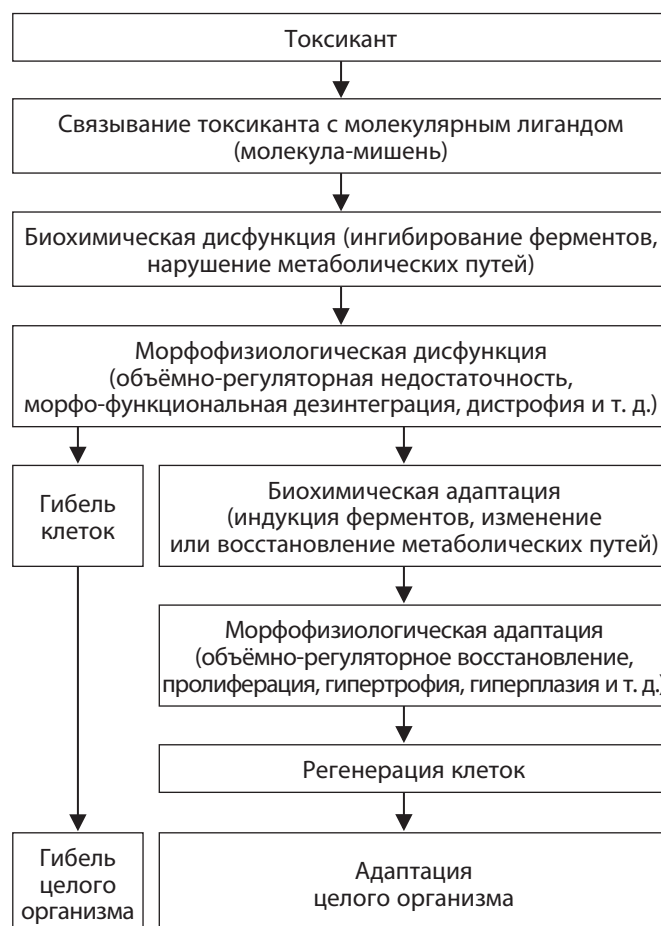 Токсикант
Связывание токсиканта с молекулярным лигандом
(молекула-мишень)
Биохимическая дисфункция (ингибирование ферментов,
нарушение метаболических путей)
Морфофизиологическая дисфункция
(объёмно-регуляторная недостаточность,
морфо-функциональная дезинтеграция, дистрофия и т. д.)
Гибель
клеток
Биохимическая адаптация
(индукция ферментов, изменение
или восстановление метаболических путей)
Морфофизиологическая адаптация
(объёмно-регуляторное восстановление,
пролиферация, гипертрофия, гиперплазия и т. д.)
Регенерация клеток
Гибель
целого
организма
Адаптация
целого организма